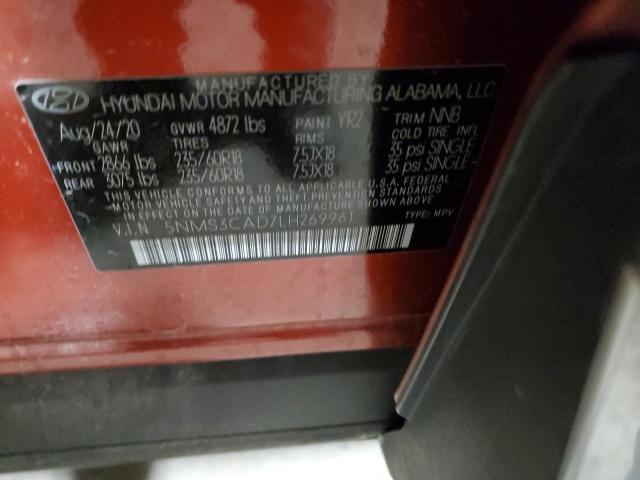 MANUFACTURED BY
HYUNDAI MOTOR MANUFACTURING ALABAMA, LLC
Aug/24/20 GVWR 4872 lbs PAINT YR2 TRIM NNB
GAWR TIRES RIMS COLD TIRE INFL.
FRONT 2866 lbs 235/60R18 7.5JX18 35 psi SINGLE
REAR 3075 lbs 235/60R18 7.5JX18 35 psi SINGLE
THIS VEHICLE CONFORMS TO ALL APPLICABLE U.S.A. FEDERAL
MOTOR VEHICLE SAFETY AND THEFT PREVENTION STANDARDS
IN EFFECT ON THE DATE OF MANUFACTURE SHOWN ABOVE.
V.I.N 5NMS3CAD7LH269961 TYPE: MPV